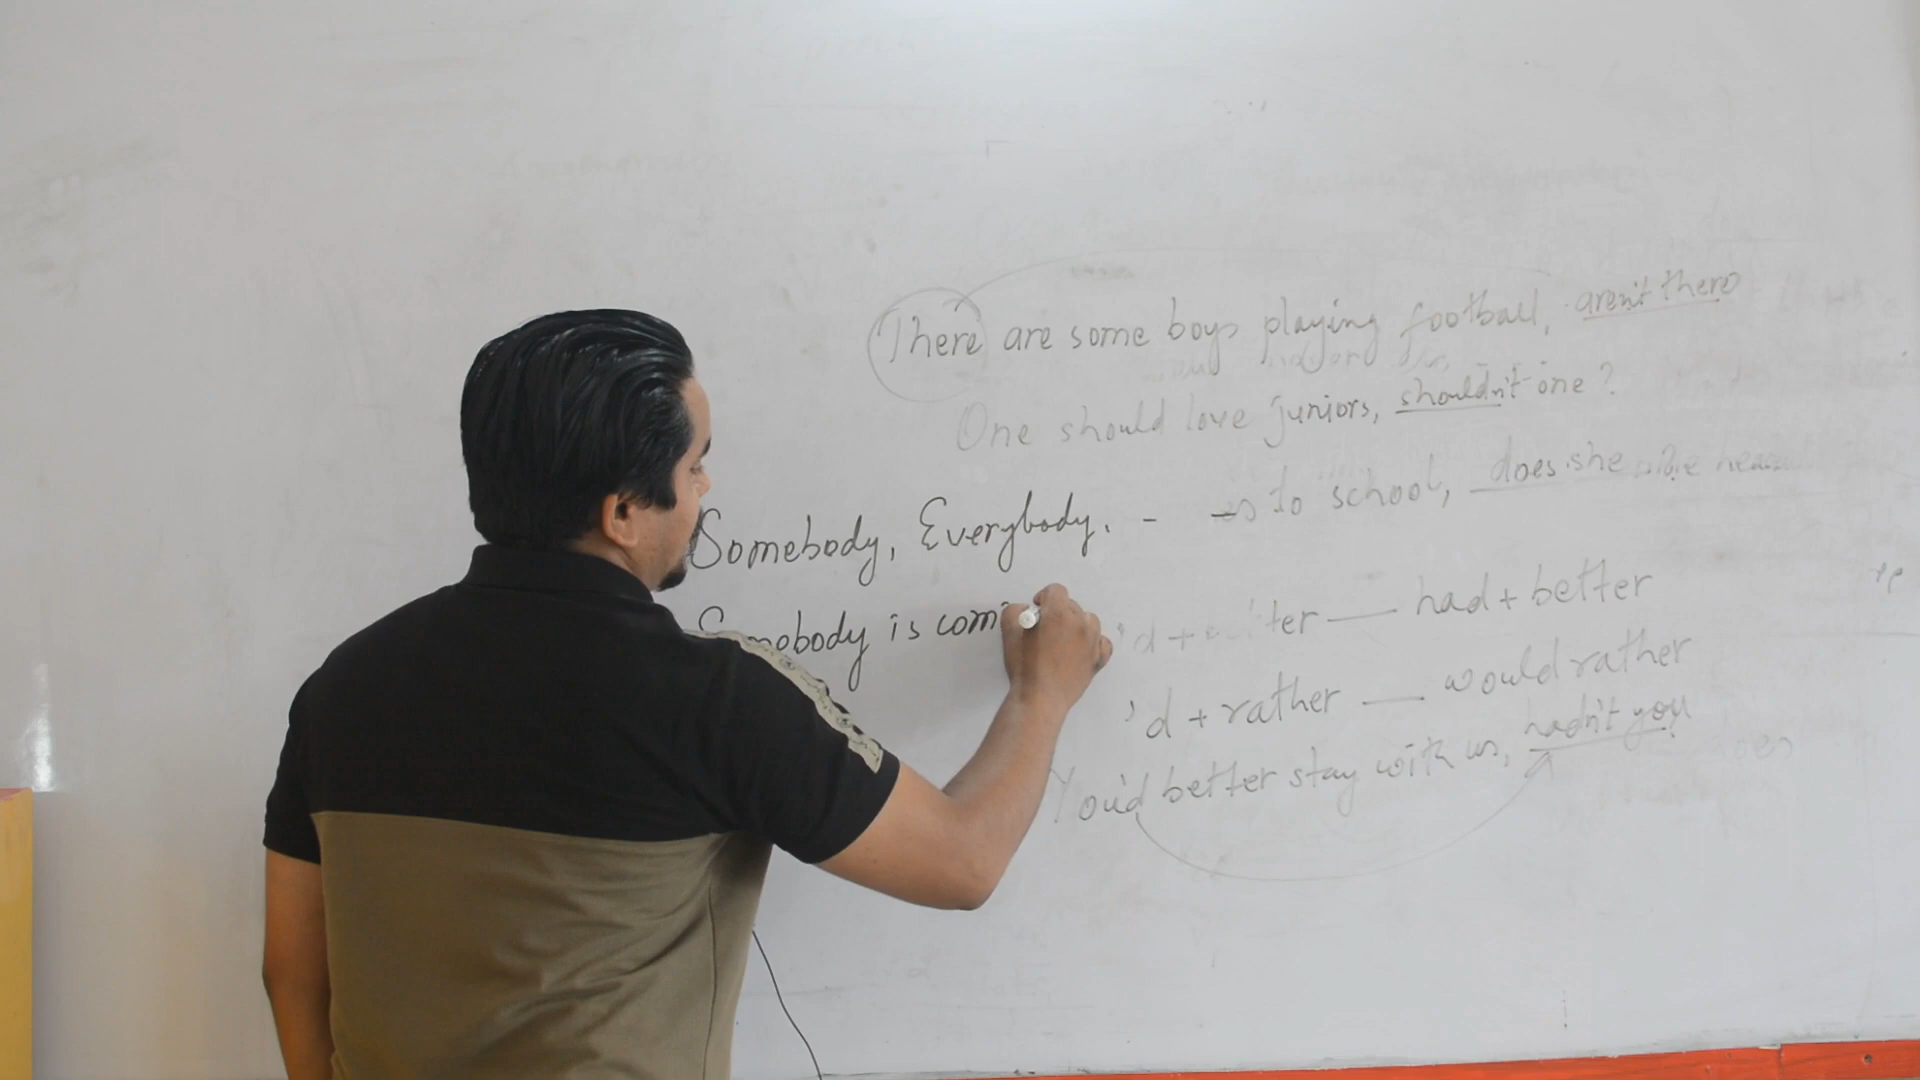 There are some boys playing football, aren't there
One should love juniors, shouldn't one?
to school, does she
Somebody, Everybody. -
had + better
Somebody is comi
'd + rather — would rather
You'd better stay with us, hadn't you